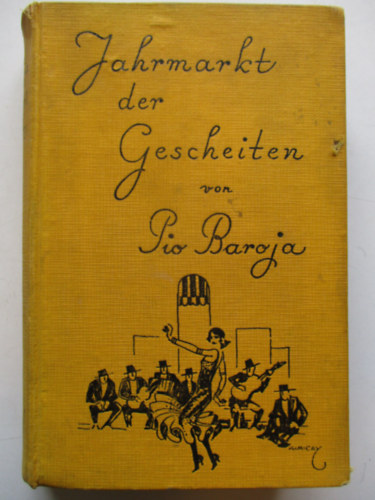 Jahrmarkt
der
Gescheiten
von
Pio Baroja